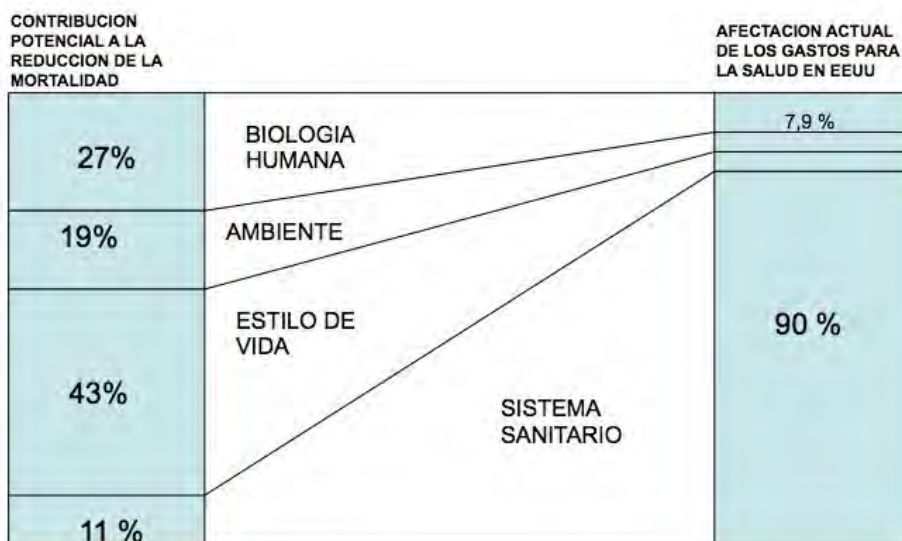 CONTRIBUCION
POTENCIAL A LA
REDUCCION DE LA
MORTALIDAD
AFECTACION ACTUAL
DE LOS GASTOS PARA
LA SALUD EN EEUU
27%
BIOLOGIA
HUMANA
7,9 %
19%
AMBIENTE
ESTILO DE
VIDA
43%
90 %
SISTEMA
SANITARIO
11 %